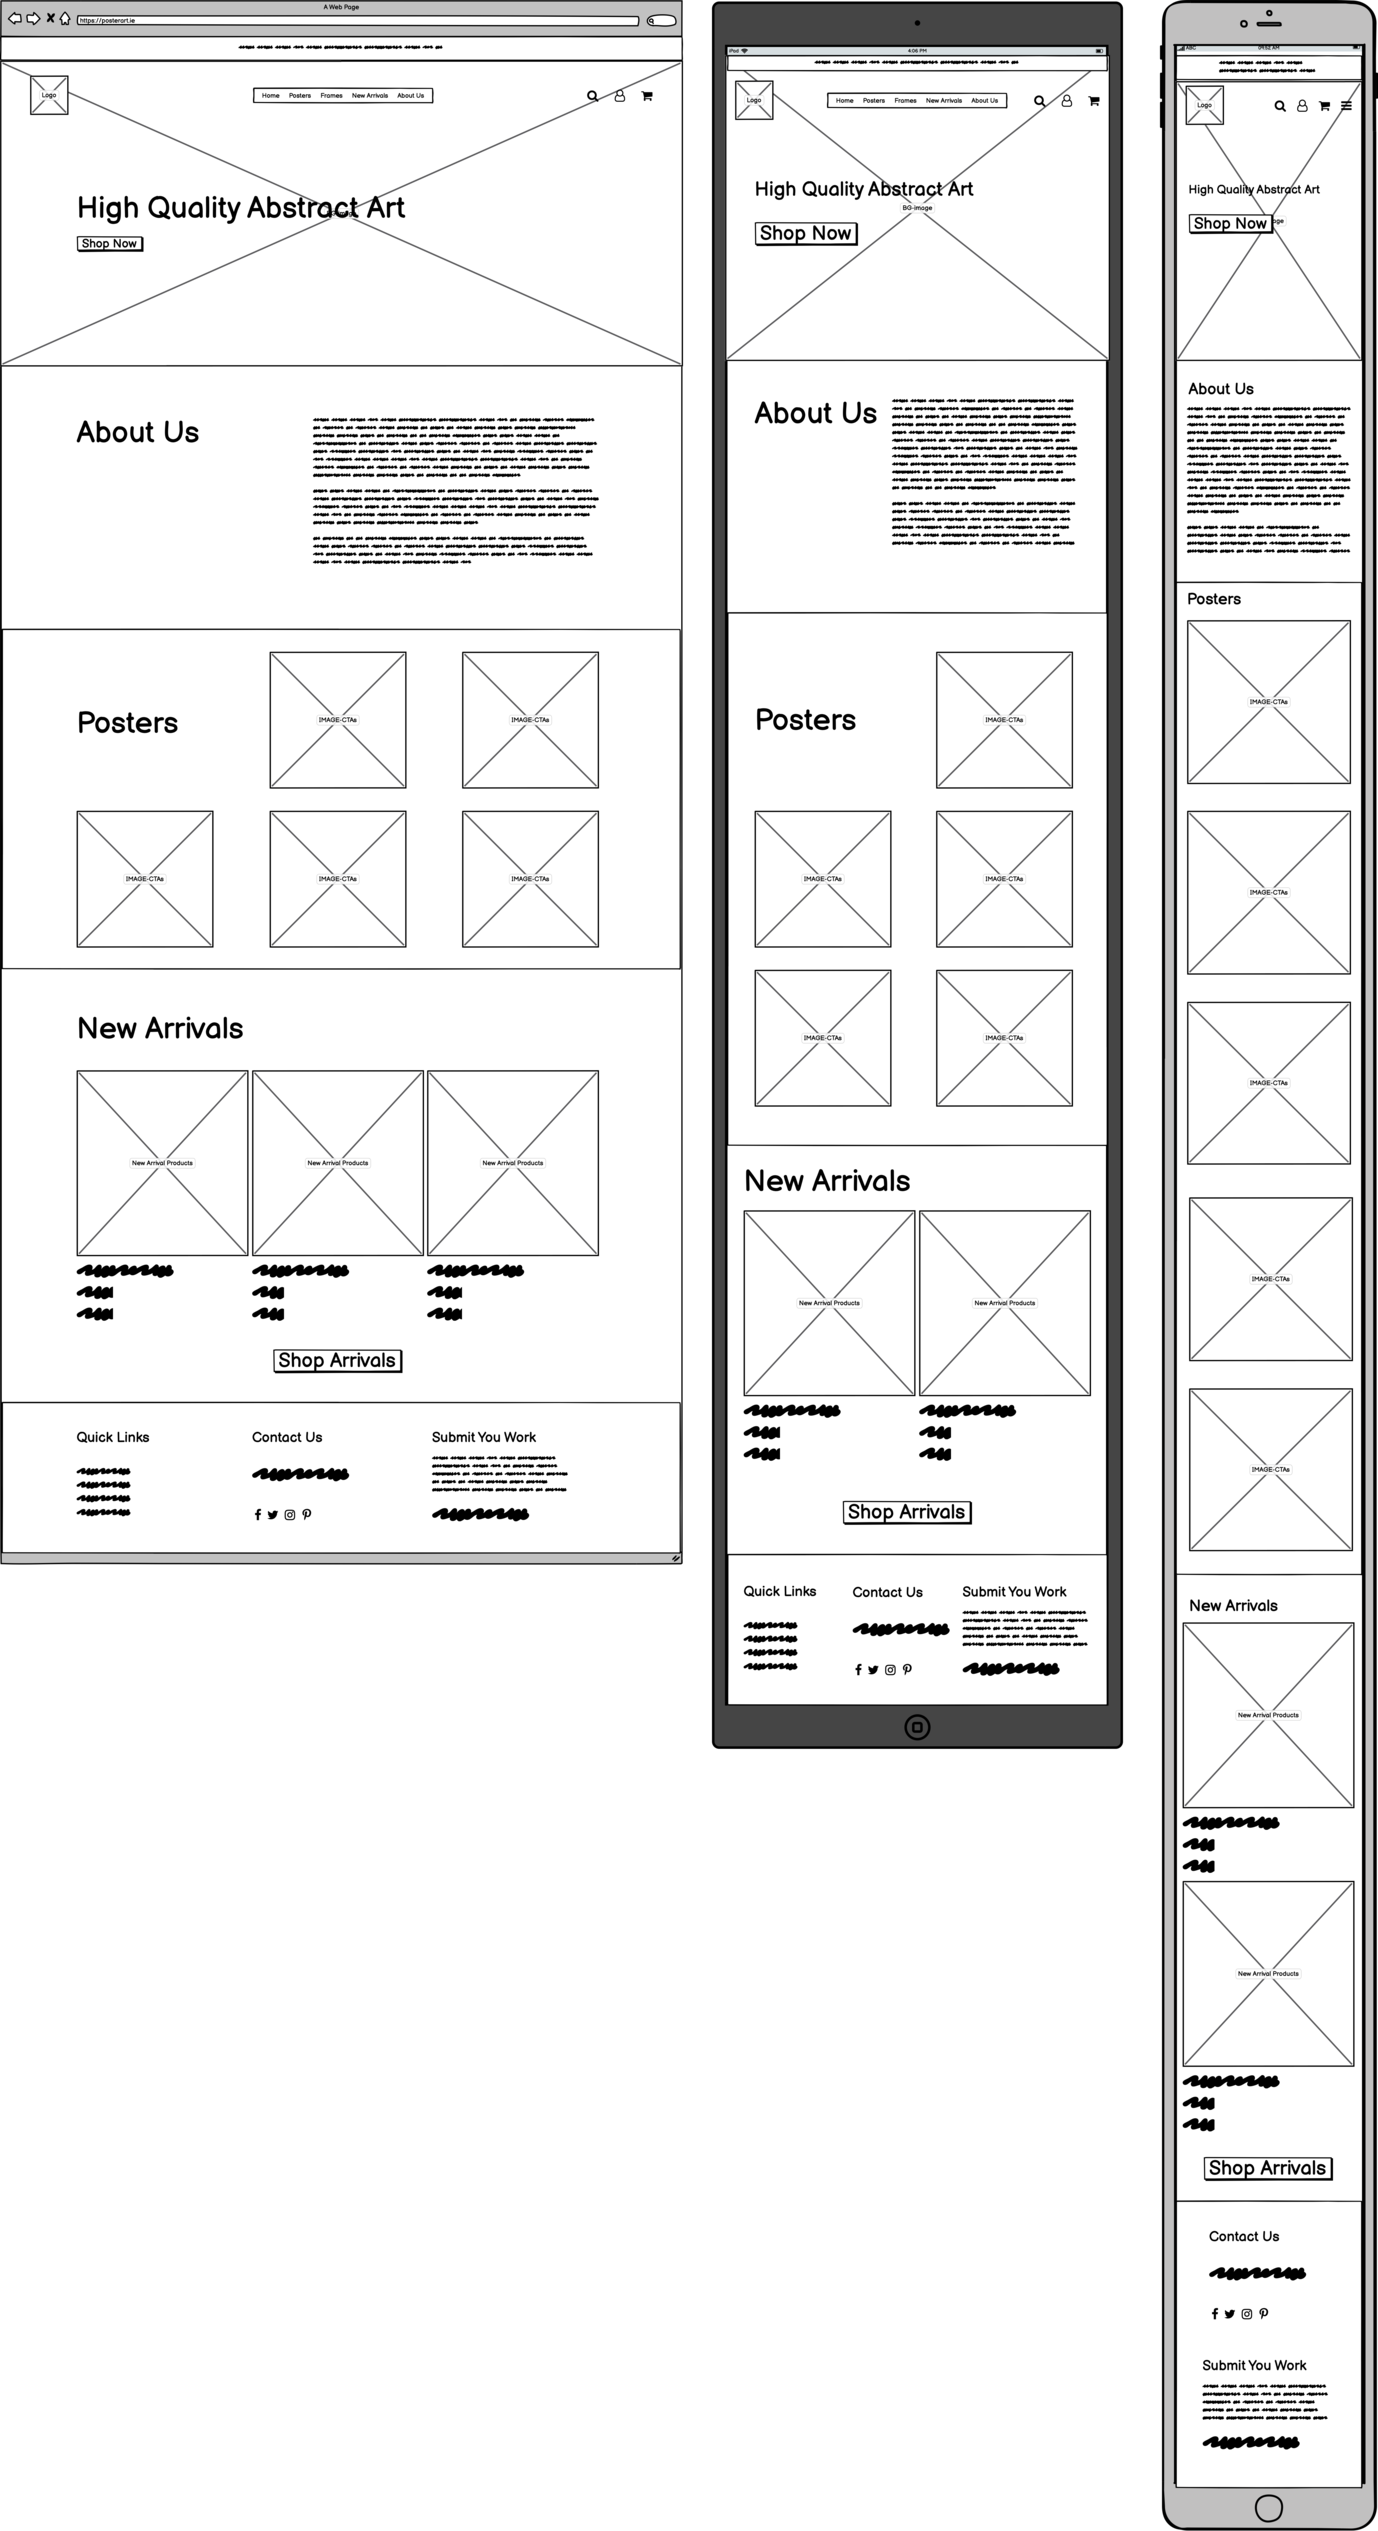 A Web Page
https://posterart.ie
Logo
Home Posters Frames New Arrivals About Us
High Quality Abstract Art
Shop Now
About Us
Posters
IMAGE-CTAs
IMAGE-CTAs
IMAGE-CTAs
IMAGE-CTAs
IMAGE-CTAs
New Arrivals
New Arrival Products
New Arrival Products
New Arrival Products
Shop Arrivals
Quick Links
Contact Us
Submit You Work
iPad
4:06 PM
Logo
Home Posters Frames New Arrivals About Us
High Quality Abstract Art
BG-Image
Shop Now
About Us
Posters
IMAGE-CTAs
IMAGE-CTAs
IMAGE-CTAs
IMAGE-CTAs
IMAGE-CTAs
New Arrivals
New Arrival Products
New Arrival Products
Shop Arrivals
Quick Links
Contact Us
Submit You Work
ABC
09:52 AM
Logo
High Quality Abstract Art
Shop Now
About Us
Posters
IMAGE-CTAs
IMAGE-CTAs
IMAGE-CTAs
IMAGE-CTAs
IMAGE-CTAs
New Arrivals
New Arrival Products
New Arrival Products
Shop Arrivals
Contact Us
Submit You Work